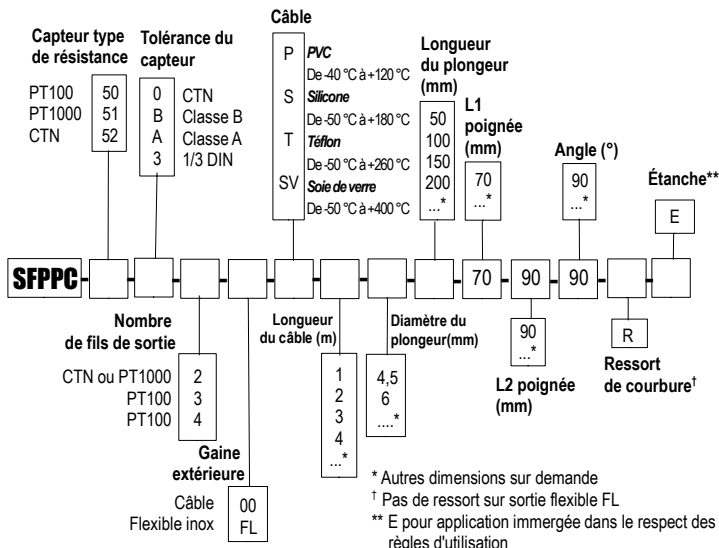 Câble
Capteur type
de résistance
PT100 50
PT1000 51
CTN 52
Tolérance du
capteur
0 CTN
B Classe B
A Classe A
3 1/3 DIN
P PVC
De -40 °C à +120 °C
S Silicone
De -50 °C à +180 °C
T Téflon
De -50 °C à +260 °C
SV Soie de verre
De -50 °C à +400 °C
Longueur
du plongeur
(mm)
50
100
150
200
...*
L1
poignée
(mm)
70
...*
Angle (°)
90
...*
Étanche**
E
SFPPC - - - - - - - - 70 - 90 - 90 - -
Nombre
de fils de sortie
CTN ou PT1000 2
PT100 3
PT100 4
Gaine
extérieure
Câble 00
Flexible inox FL
Longueur
du câble (m)
1
2
3
4
...*
Diamètre du
plongeur(mm)
4,5
6
....*
90
...*
L2 poignée
(mm)
R
Ressort
de courbure†
* Autres dimensions sur demande
† Pas de ressort sur sortie flexible FL
** E pour application immergée dans le respect des
règles d'utilisation